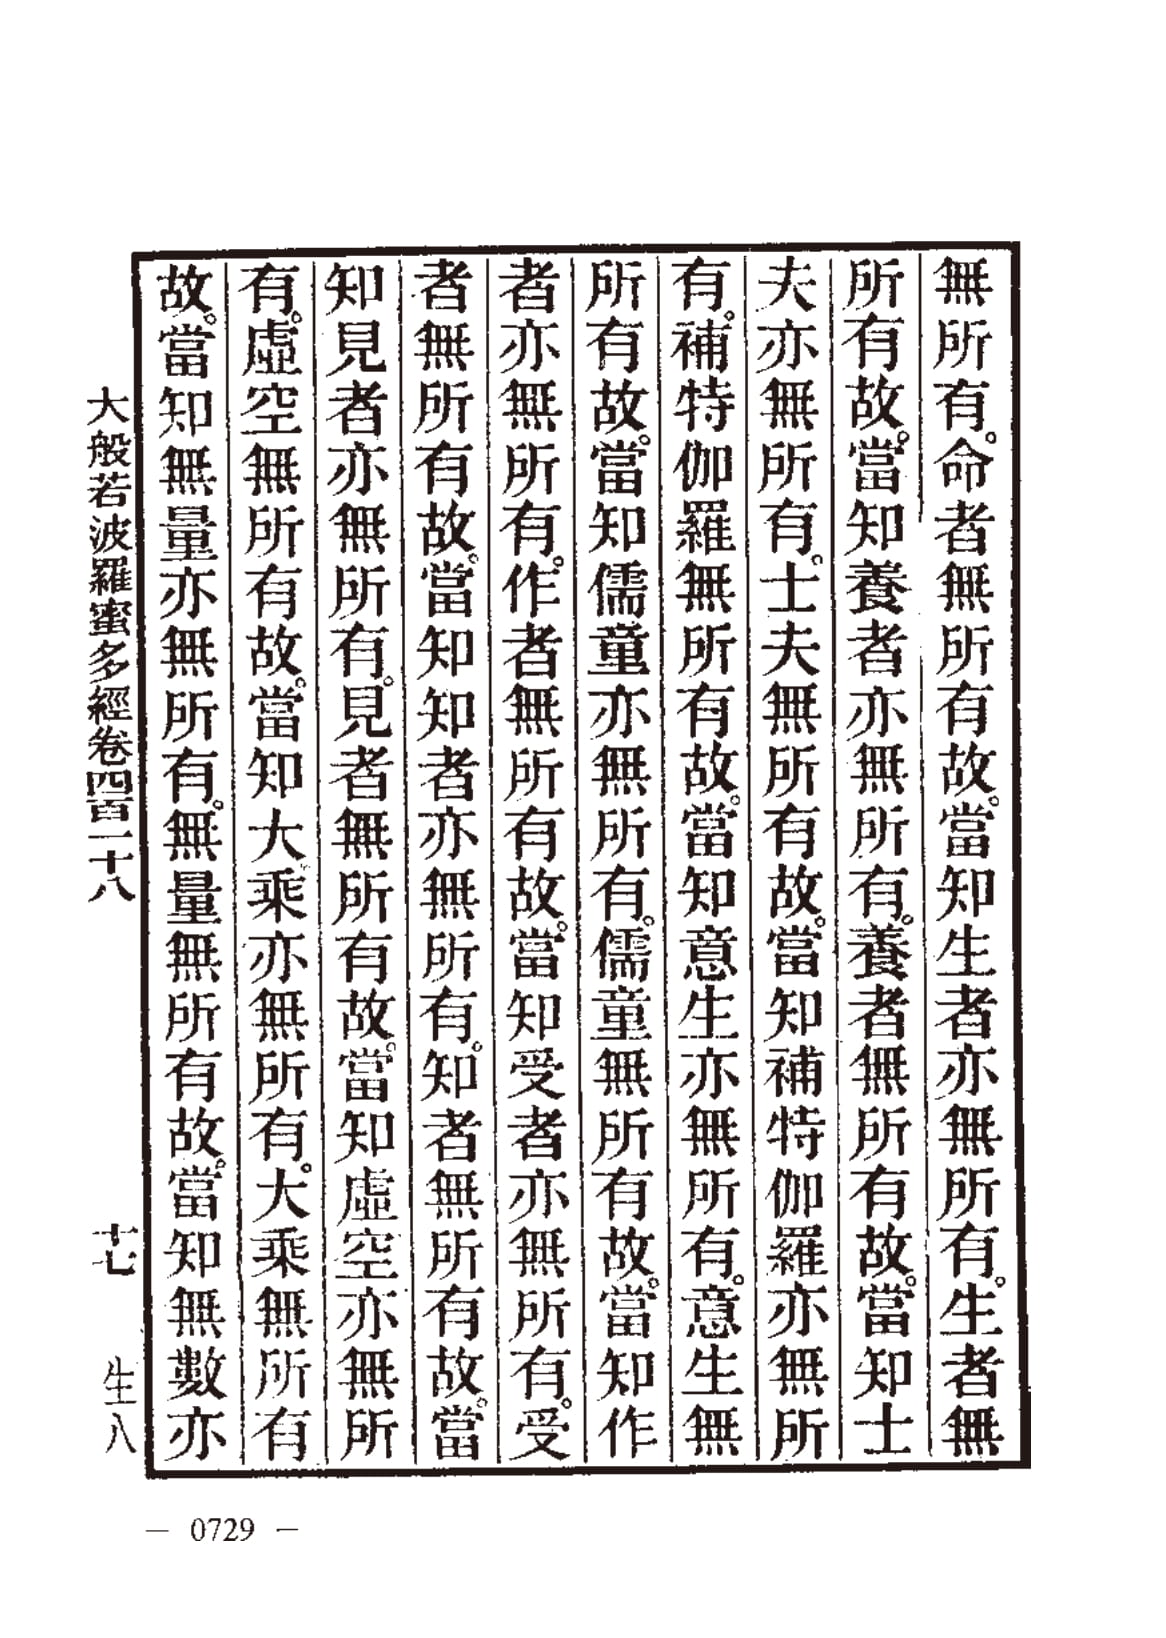 無所有。命者無所有故。當知生者亦無所有。生者無
所有故。當知養者亦無所有。養者無所有故。當知士
夫亦無所有。士夫無所有故。當知補特伽羅亦無所
有。補特伽羅無所有故。當知意生亦無所有。意生無
所有故。當知儒童亦無所有。儒童無所有故。當知作
者亦無所有。作者無所有故。當知受者亦無所有。受
者無所有故。當知知者亦無所有。知者無所有故。當
知見者亦無所有。見者無所有故。當知虛空亦無所
有。虛空無所有故。當知大乘亦無所有。大乘無所有
故。當知無量亦無所有。無量無所有故。當知無數亦
大般若波羅蜜多經卷四百一十八 十七 生八
— 0729 —